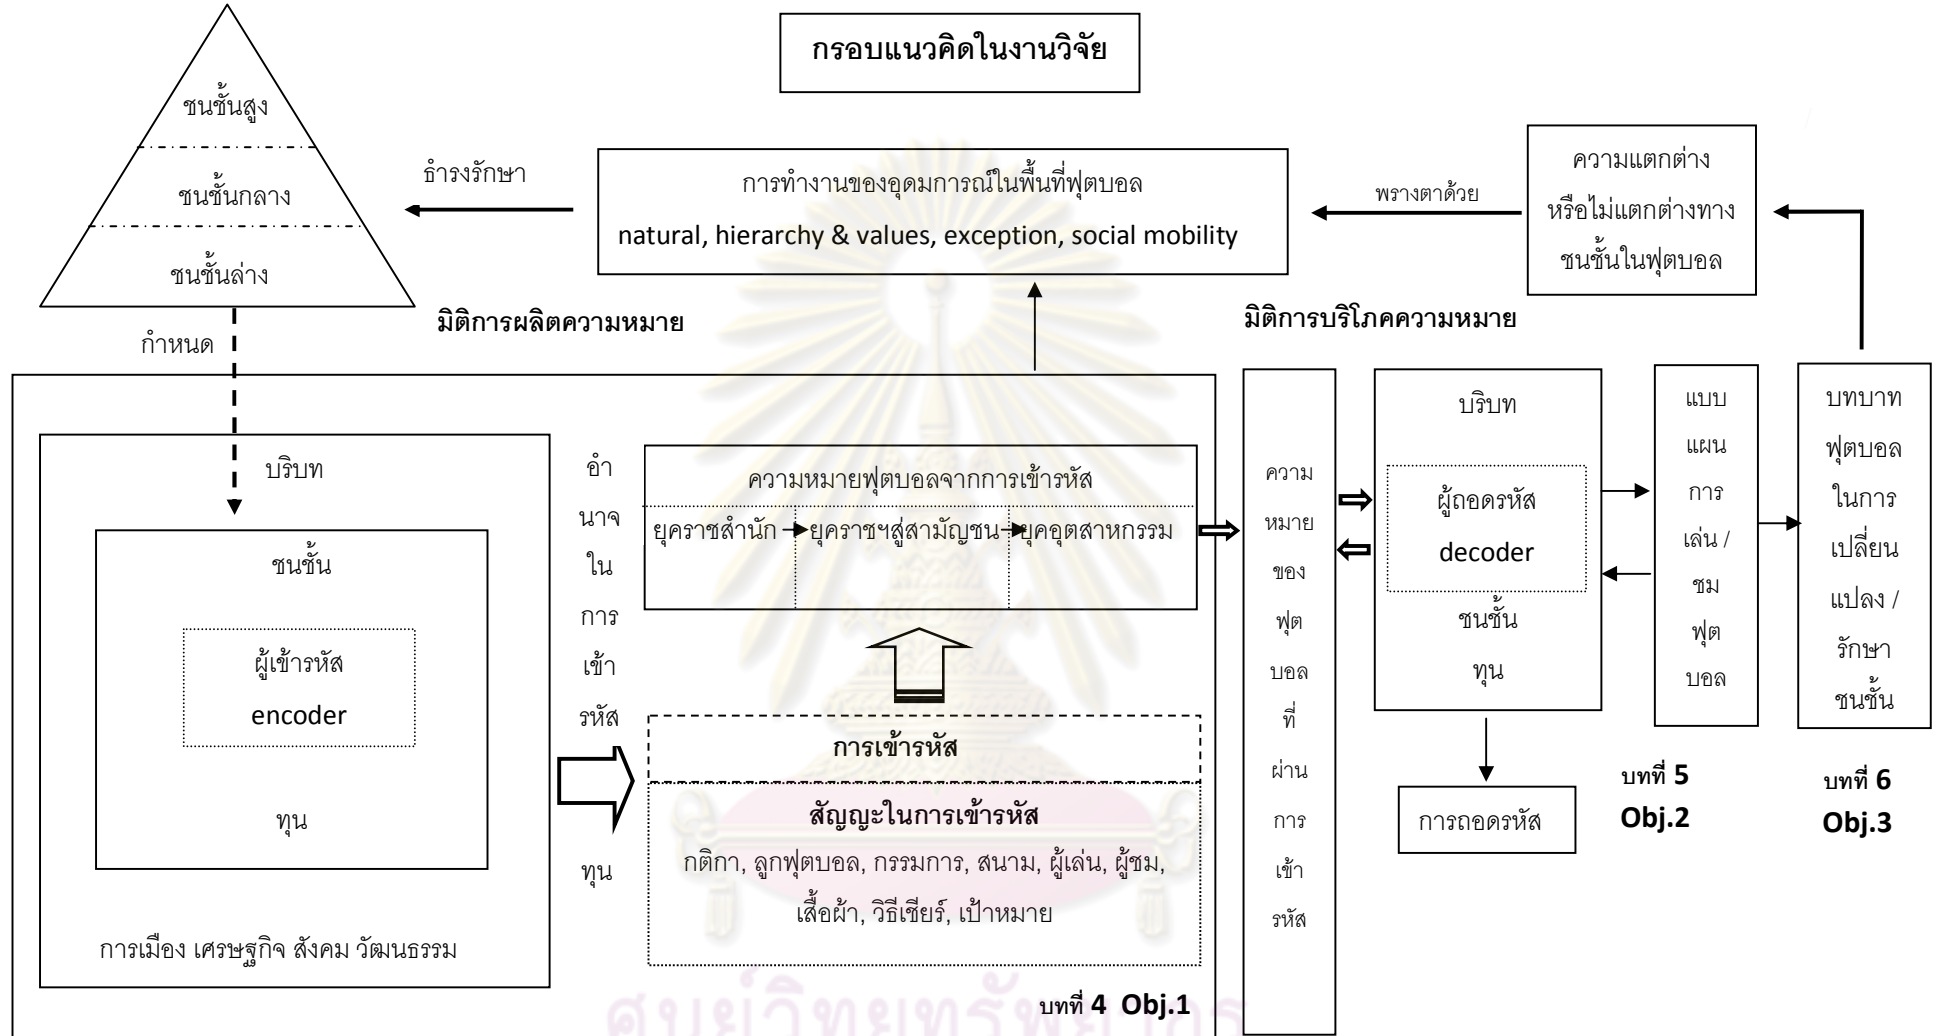 กรอบแนวคิดในงานวิจัย
ชนชั้นสูง
ชนชั้นกลาง
ชนชั้นล่าง
ธำรงรักษา
การทำงานของอุดมการณ์ในพื้นที่ฟุตบอล
natural, hierarchy & values, exception, social mobility
พรางตาด้วย
ความแตกต่าง
หรือไม่แตกต่างทาง
ชนชั้นในฟุตบอล
กำหนด
มิติการผลิตความหมาย
มิติการบริโภคความหมาย
บริบท
ชนชั้น
ผู้เข้ารหัส
encoder
ทุน
การเมือง เศรษฐกิจ สังคม วัฒนธรรม
อำ
นาจ
ใน
การ
เข้า
รหัส
ทุน
ความหมายฟุตบอลจากการเข้ารหัส
ยุคราชสำนัก
ยุคราชฯสู่สามัญชน
ยุคอุตสาหกรรม
การเข้ารหัส
สัญญะในการเข้ารหัส
กติกา, ลูกฟุตบอล, กรรมการ, สนาม, ผู้เล่น, ผู้ชม,
เสื้อผ้า, วิธีเชียร์, เป้าหมาย
บทที่ 4 Obj.1
ความ
หมาย
ของ
ฟุต
บอล
ที่
ผ่าน
การ
เข้า
รหัส
บริบท
ผู้ถอดรหัส
decoder
ชนชั้น
ทุน
การถอดรหัส
แบบ
แผน
การ
เล่น /
ชม
ฟุต
บอล
บทที่ 5
Obj.2
บทบาท
ฟุตบอล
ในการ
เปลี่ยน
แปลง /
รักษา
ชนชั้น
บทที่ 6
Obj.3
ศูนย์วิทยทรัพยากร